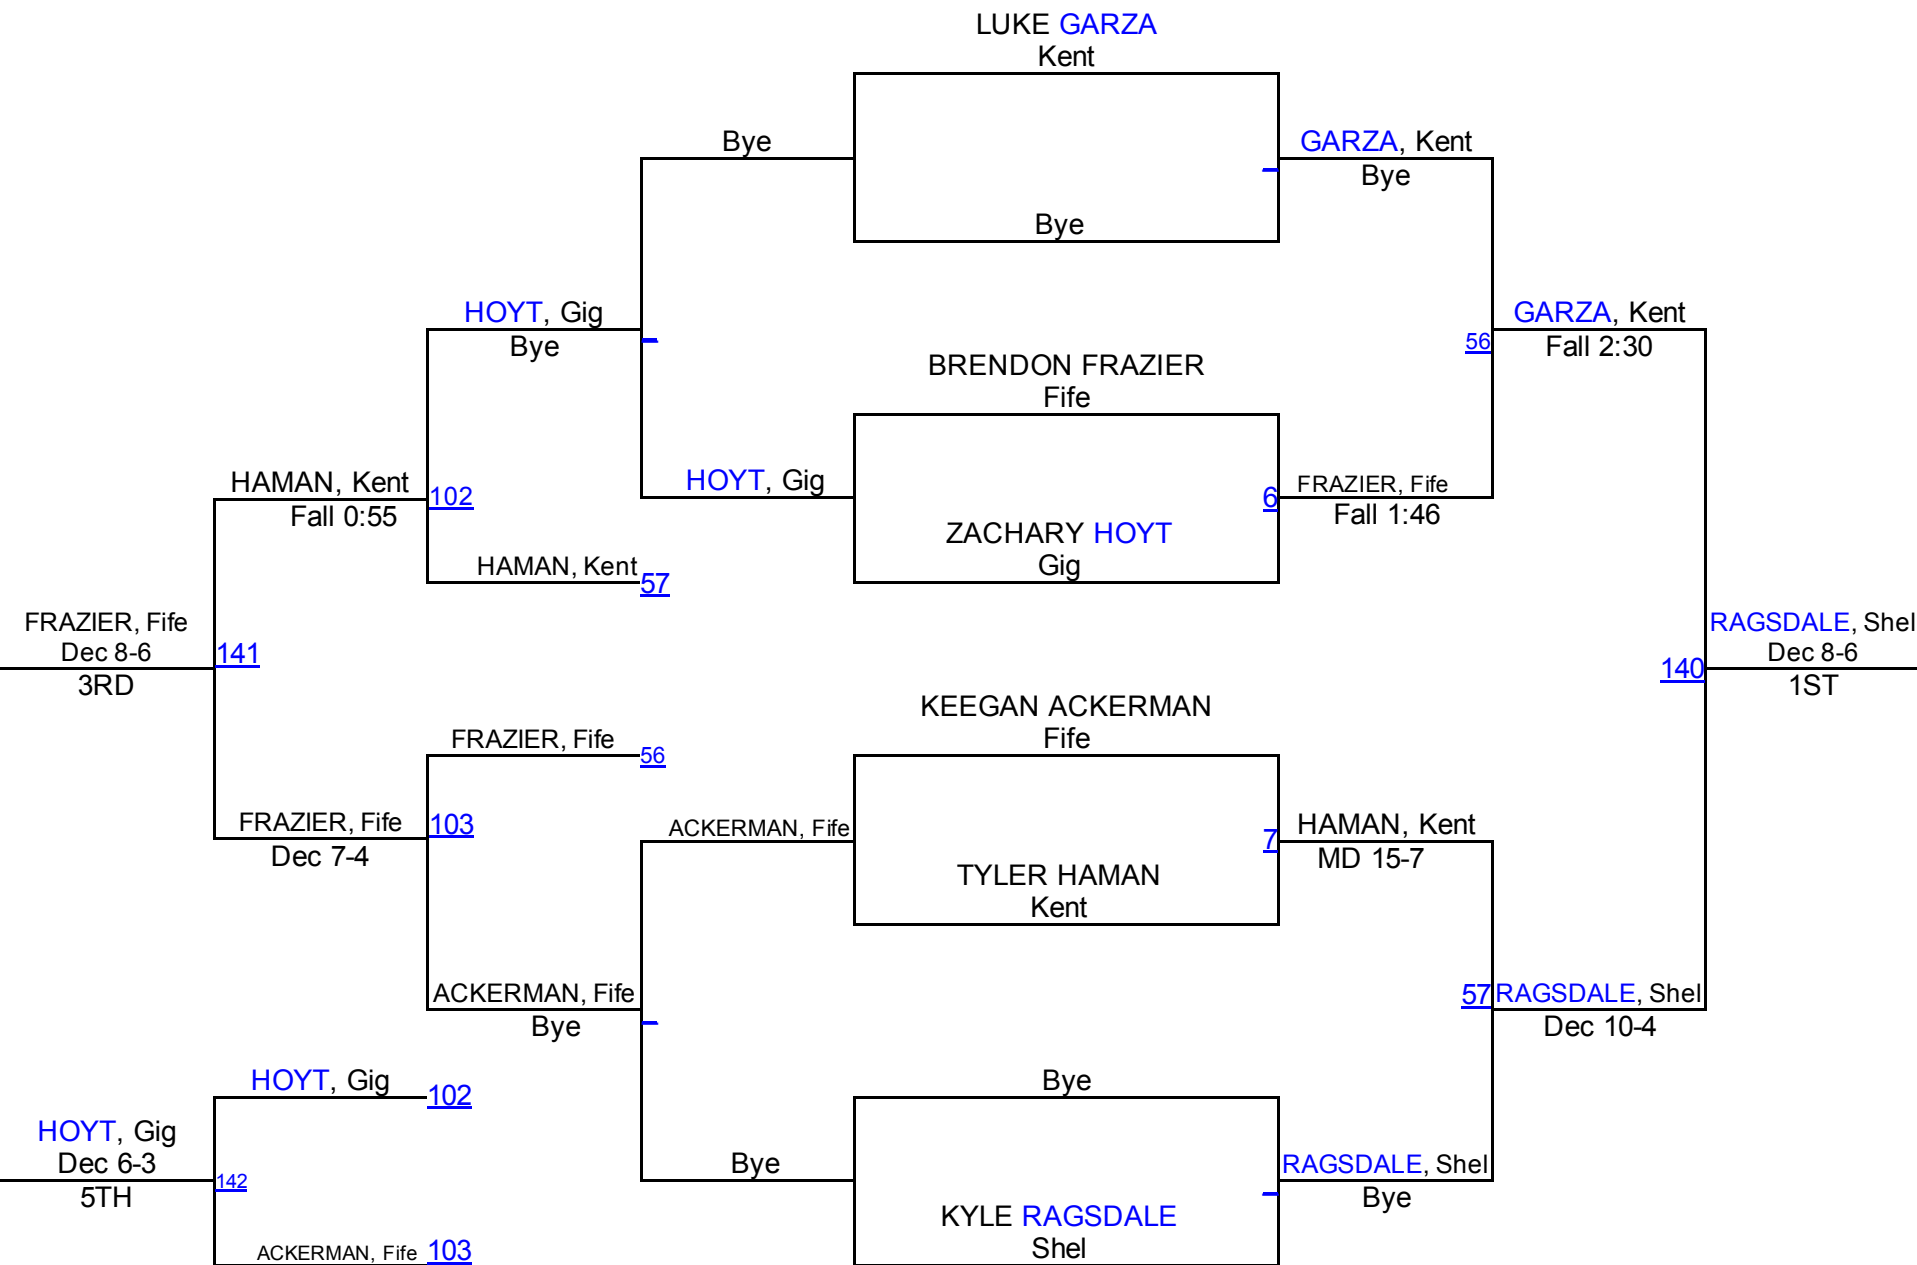 LUKE GARZA
Kent
Bye
GARZA, Kent
Bye
Bye
HOYT, Gig
Bye
GARZA, Kent
Fall 2:30
56
BRENDON FRAZIER
Fife
HAMAN, Kent
Fall 0:55
102
HOYT, Gig
6
FRAZIER, Fife
Fall 1:46
ZACHARY HOYT
Gig
HAMAN, Kent
57
FRAZIER, Fife
Dec 8-6
3RD
141
RAGSDALE, Shel
Dec 8-6
1ST
140
KEEGAN ACKERMAN
Fife
FRAZIER, Fife
56
FRAZIER, Fife
Dec 7-4
103
ACKERMAN, Fife
7
HAMAN, Kent
MD 15-7
TYLER HAMAN
Kent
ACKERMAN, Fife
Bye
57
RAGSDALE, Shel
Dec 10-4
HOYT, Gig
102
Bye
HOYT, Gig
Dec 6-3
5TH
142
Bye
RAGSDALE, Shel
Bye
KYLE RAGSDALE
Shel
ACKERMAN, Fife
103